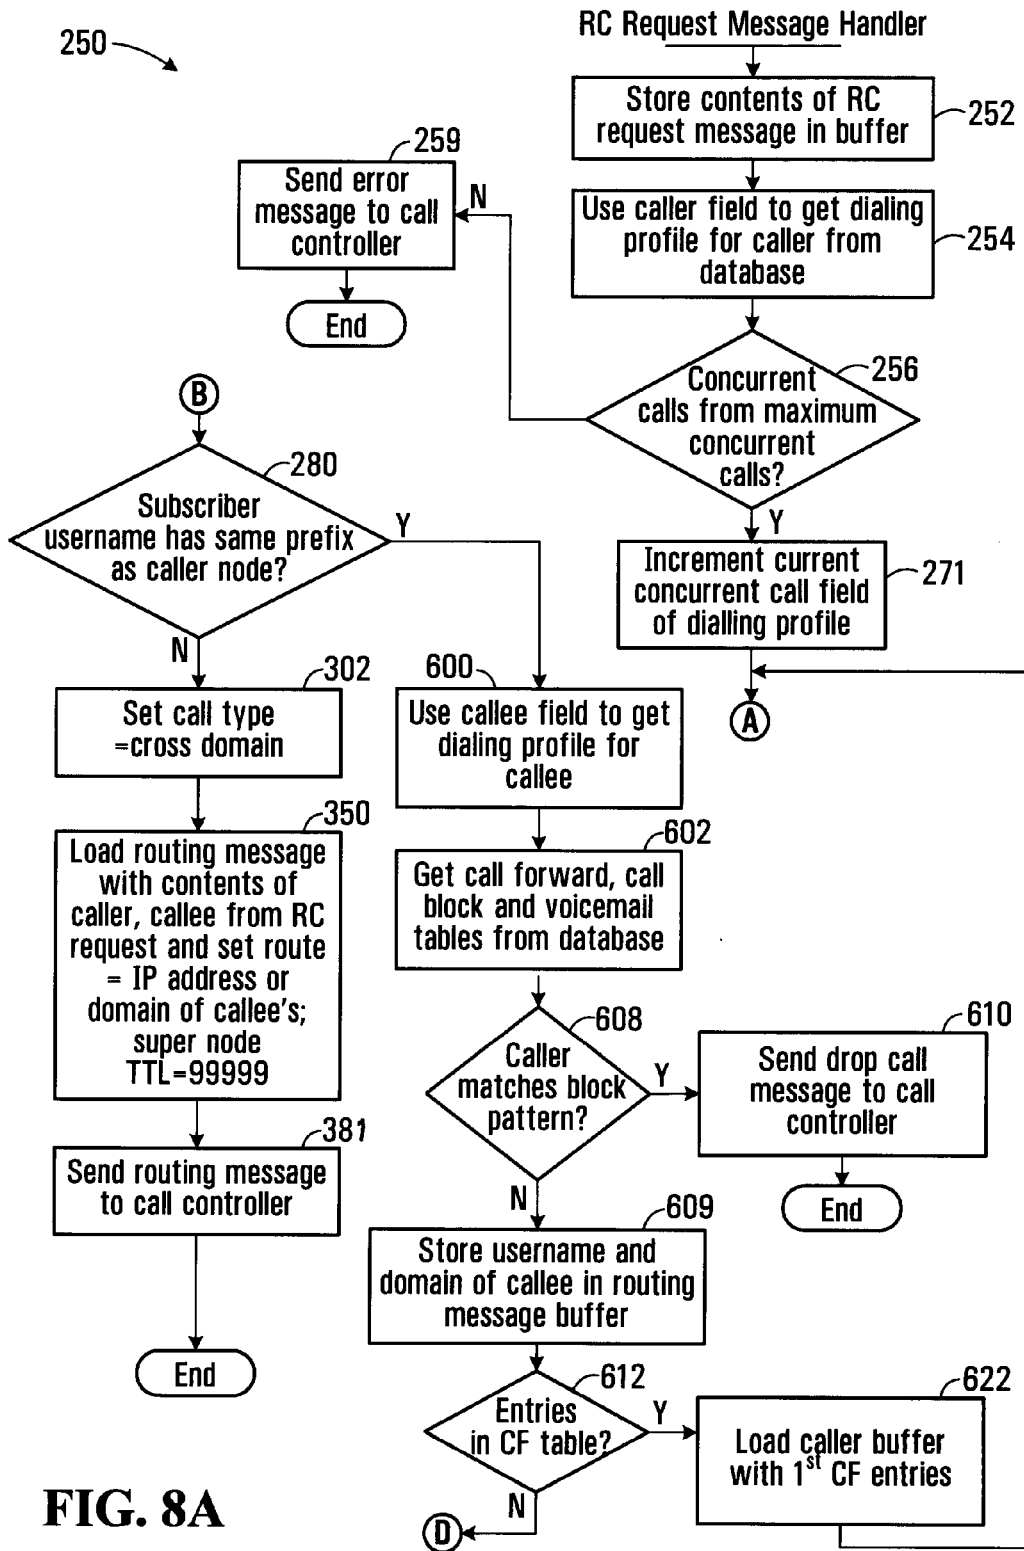 250
RC Request Message Handler
Store contents of RC
request message in buffer
252
259
Send error
message to call
controller
N
Use caller field to get dialing
profile for caller from
database
254
End
Concurrent
calls from maximum
concurrent
calls?
256
B
280
Subscriber
username has same prefix
as caller node?
Y
Y
Increment current
concurrent call field
of dialling profile
271
N
302
Set call type
=cross domain
600
Use callee field to get
dialing profile for
callee
A
350
Load routing message
with contents of
caller, callee from RC
request and set route
= IP address or
domain of callee's;
super node
TTL=99999
602
Get call forward, call
block and voicemail
tables from database
608
Caller
matches block
pattern?
Y
610
Send drop call
message to call
controller
End
381
Send routing message
to call controller
N
609
Store username and
domain of callee in routing
message buffer
End
612
Entries
in CF table?
Y
622
Load caller buffer
with 1st CF entries
N
D
FIG. 8A